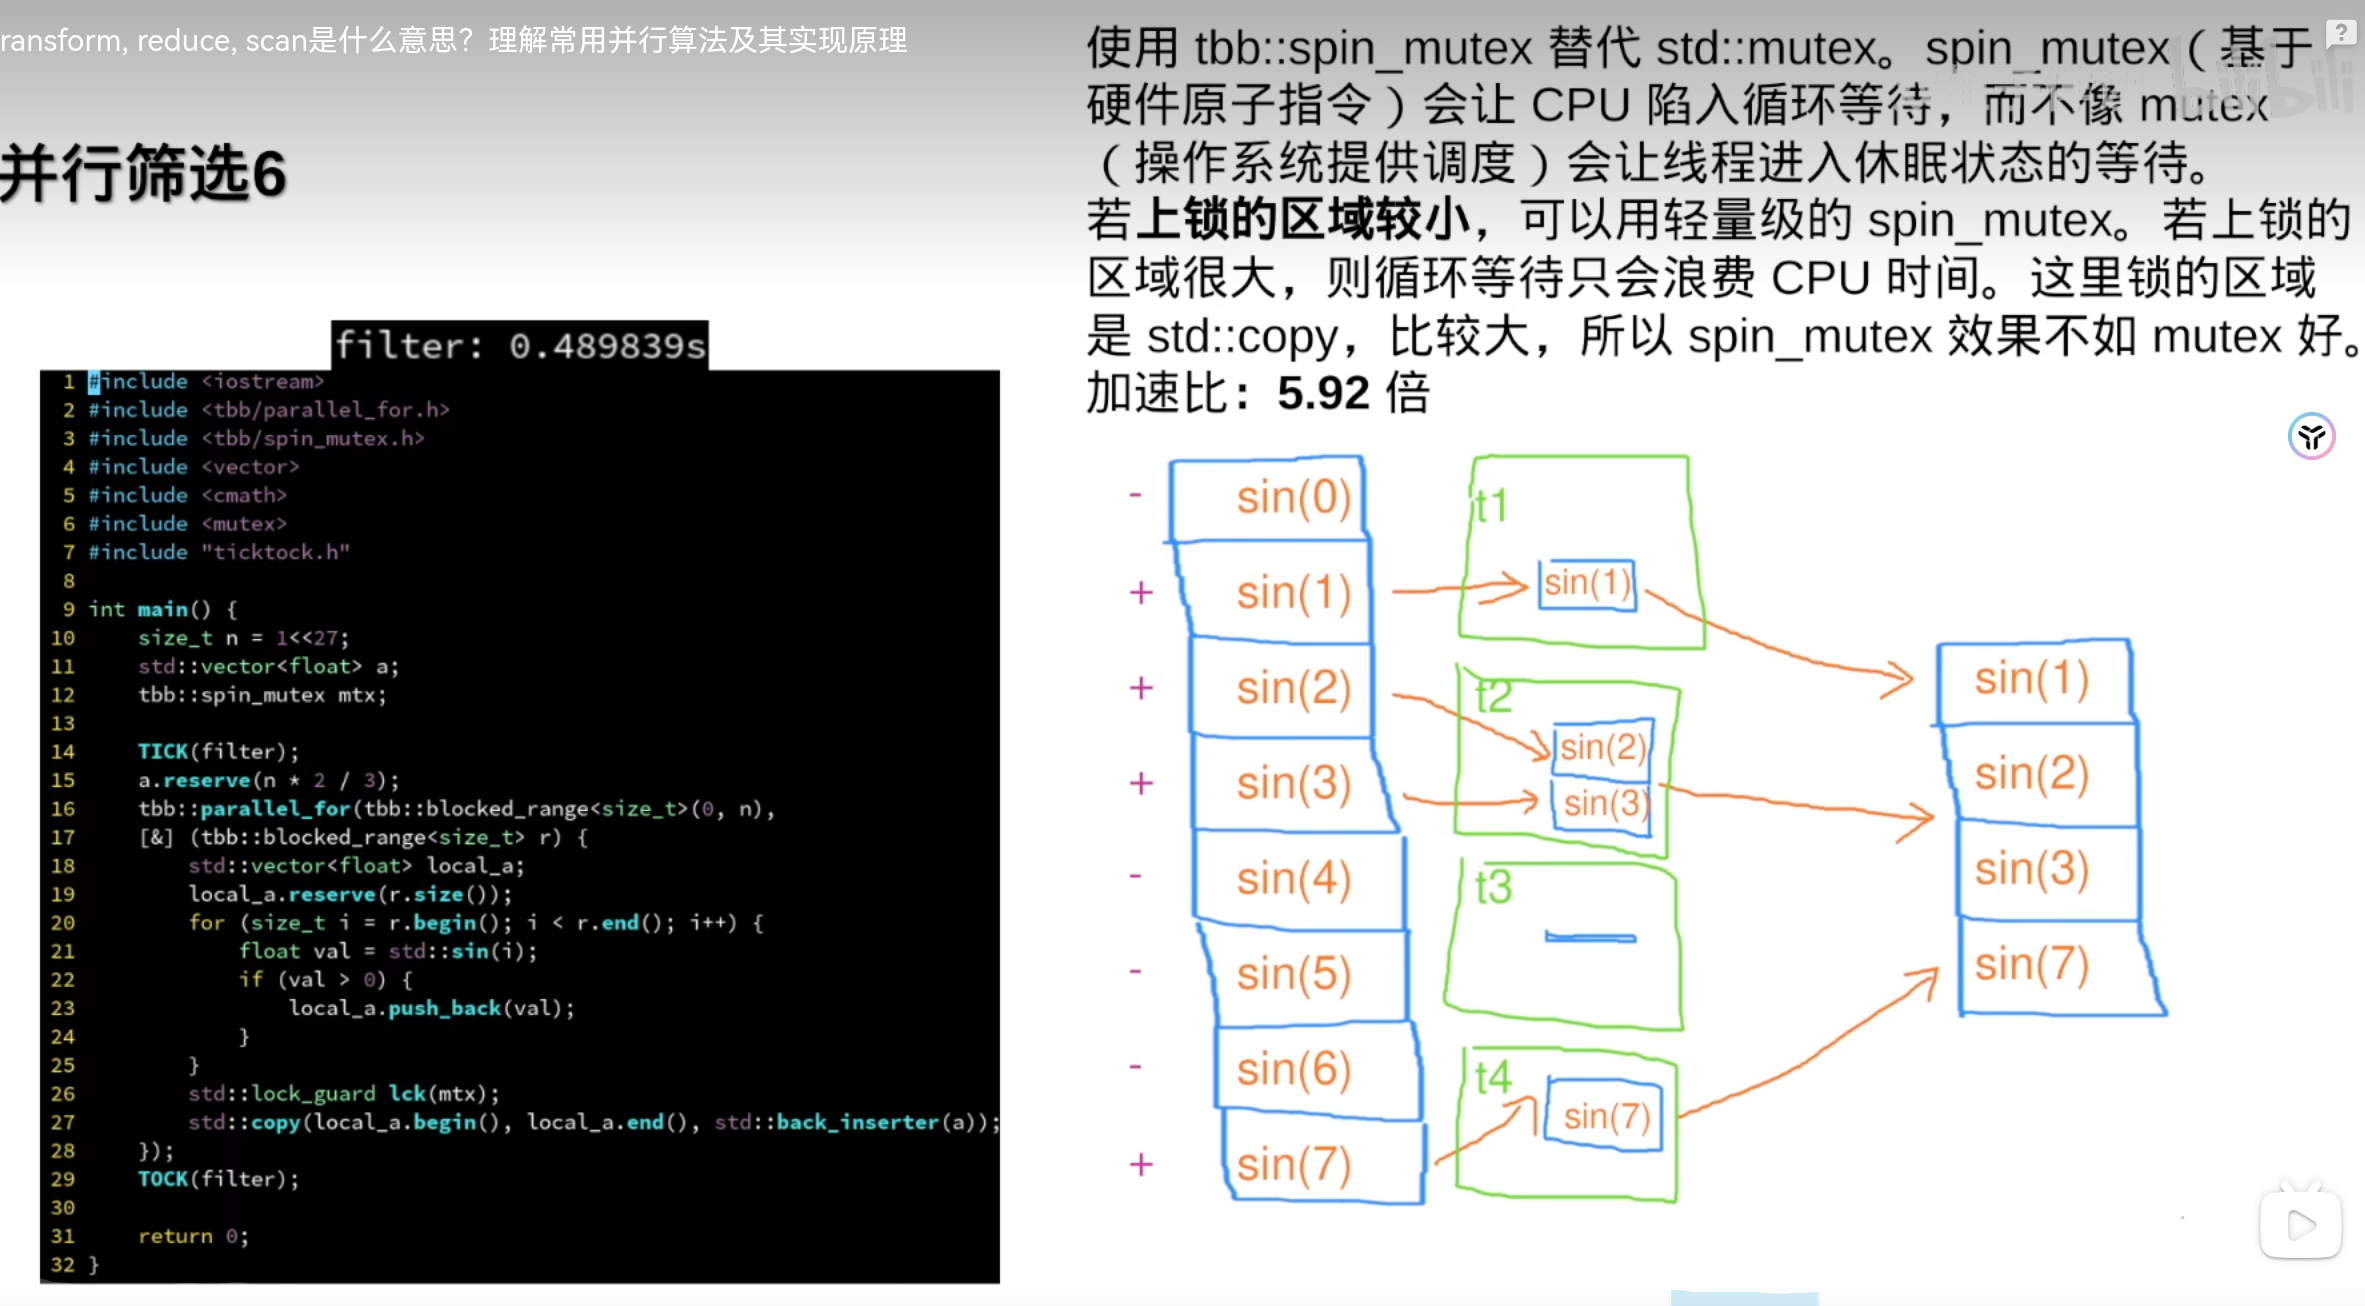 ransform, reduce, scan是什么意思？理解常用并行算法及其实现原理
并行筛选6
使用 tbb::spin_mutex 替代 std::mutex。spin_mutex（基于
硬件原子指令）会让 CPU 陷入循环等待，而不像 mutex
（操作系统提供调度）会让线程进入休眠状态的等待。
若上锁的区域较小，可以用轻量级的 spin_mutex。若上锁的
区域很大，则循环等待只会浪费 CPU 时间。这里锁的区域
是 std::copy，比较大，所以 spin_mutex 效果不如 mutex 好。
加速比：5.92 倍
bilibili
?
filter: 0.489839s
1 #include <iostream>
2 #include <tbb/parallel_for.h>
3 #include <tbb/spin_mutex.h>
4 #include <vector>
5 #include <cmath>
6 #include <mutex>
7 #include "ticktock.h"
8
9 int main() {
10     size_t n = 1<<27;
11     std::vector<float> a;
12     tbb::spin_mutex mtx;
13
14     TICK(filter);
15     a.reserve(n * 2 / 3);
16     tbb::parallel_for(tbb::blocked_range<size_t>(0, n),
17     [&] (tbb::blocked_range<size_t> r) {
18         std::vector<float> local_a;
19         local_a.reserve(r.size());
20         for (size_t i = r.begin(); i < r.end(); i++) {
21             float val = std::sin(i);
22             if (val > 0) {
23                 local_a.push_back(val);
24             }
25         }
26         std::lock_guard lck(mtx);
27         std::copy(local_a.begin(), local_a.end(), std::back_inserter(a));
28     });
29     TOCK(filter);
30
31     return 0;
32 }
- sin(0)
+ sin(1)
+ sin(2)
+ sin(3)
- sin(4)
- sin(5)
- sin(6)
+ sin(7)
t1
sin(1)
t2
sin(2)
sin(3)
t3
t4
sin(7)
sin(1)
sin(2)
sin(3)
sin(7)